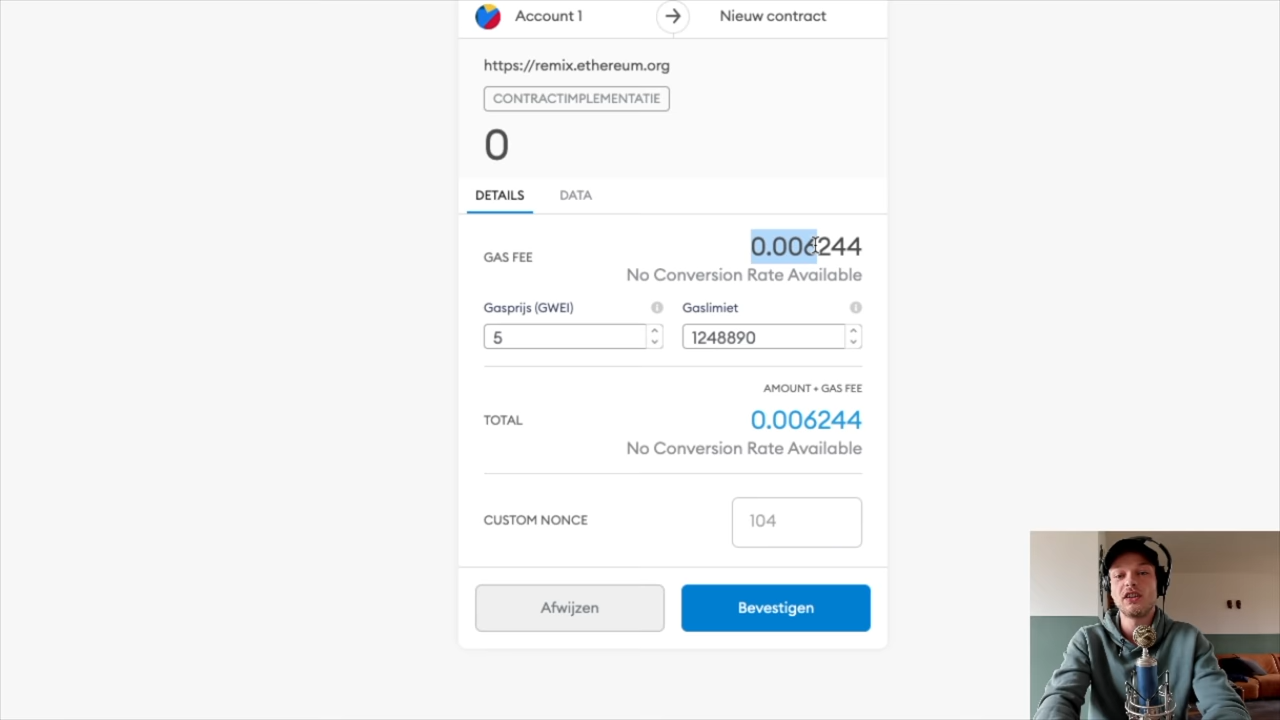 Account 1
Nieuw contract
https://remix.ethereum.org
CONTRACTIMPLEMENTATIE
0
DETAILS
DATA
GAS FEE
0.006244
No Conversion Rate Available
Gasprijs (GWEI)
Gaslimiet
5
1248890
AMOUNT + GAS FEE
TOTAL
0.006244
No Conversion Rate Available
CUSTOM NONCE
104
Afwijzen
Bevestigen